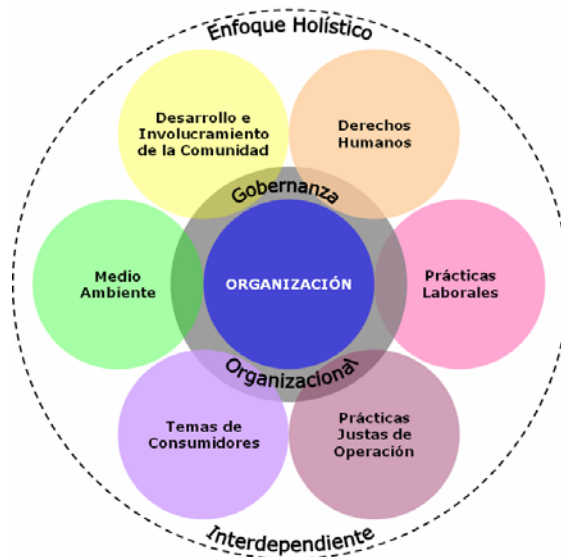 Enfoque Holístico
Desarrollo e
Involucramiento
de la Comunidad
Derechos
Humanos
Gobernanza
Medio
Ambiente
ORGANIZACIÓN
Prácticas
Laborales
Organizacional
Temas de
Consumidores
Prácticas
Justas de
Operación
Interdependiente